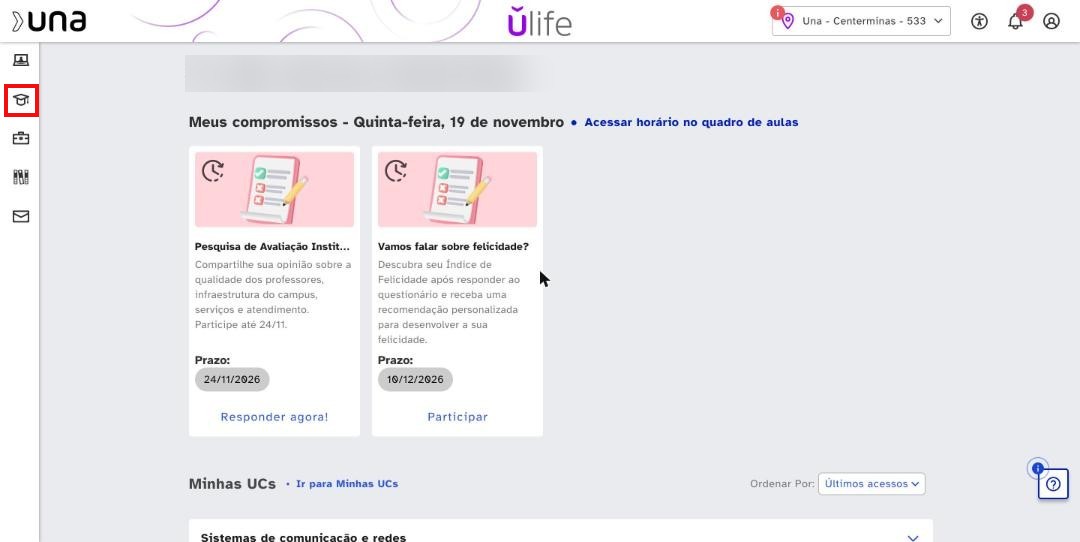 una
Ulife
Una - Centerminas - 533
3
Meus compromissos - Quinta-feira, 19 de novembro • Acessar horário no quadro de aulas
Pesquisa de Avaliação Instit...
Compartilhe sua opinião sobre a
qualidade dos professores,
infraestrutura do campus,
serviços e atendimento.
Participe até 24/11.
Prazo:
24/11/2026
Responder agora!
Vamos falar sobre felicidade?
Descubra seu Índice de
Felicidade após responder ao
questionário e receba uma
recomendação personalizada
para desenvolver a sua
felicidade.
Prazo:
10/12/2026
Participar
Minhas UCs • Ir para Minhas UCs
Ordenar Por: Últimos acessos
Sistemas de comunicação e redes